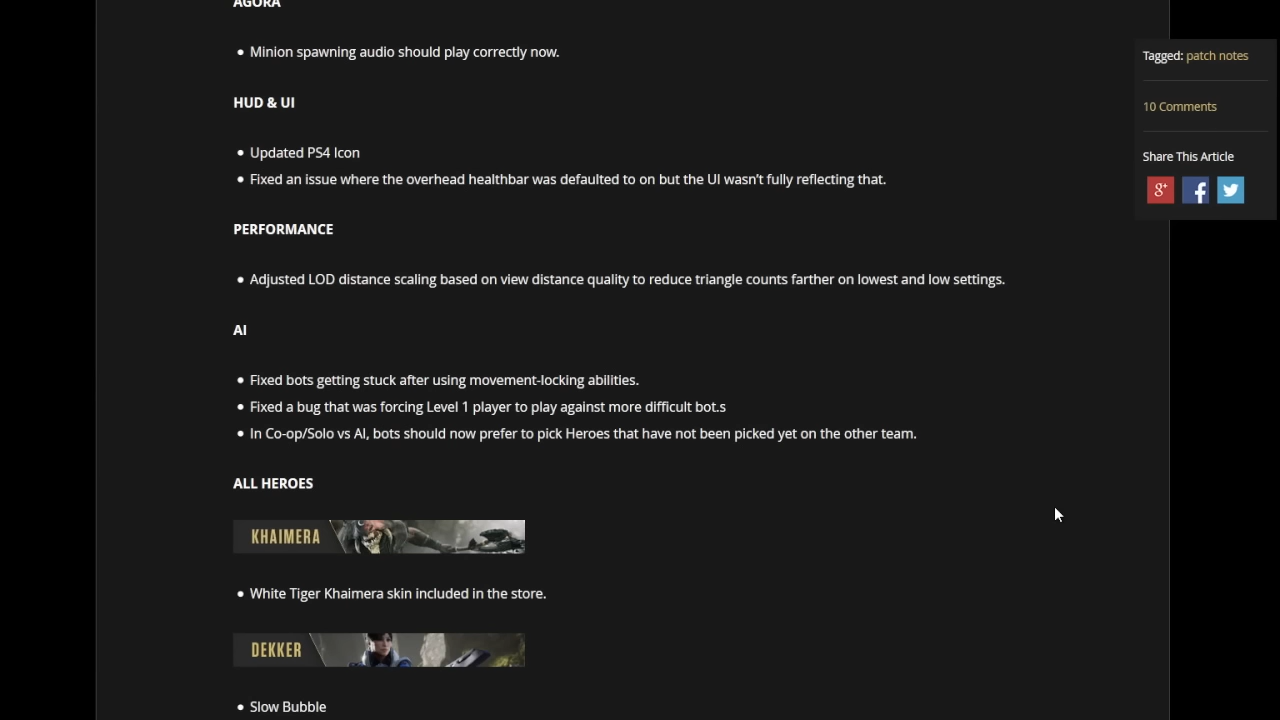 AGORA
Minion spawning audio should play correctly now.
HUD & UI
Updated PS4 Icon
Fixed an issue where the overhead healthbar was defaulted to on but the UI wasn't fully reflecting that.
PERFORMANCE
Adjusted LOD distance scaling based on view distance quality to reduce triangle counts farther on lowest and low settings.
AI
Fixed bots getting stuck after using movement-locking abilities.
Fixed a bug that was forcing Level 1 player to play against more difficult bot.s
In Co-op/Solo vs AI, bots should now prefer to pick Heroes that have not been picked yet on the other team.
ALL HEROES
KHAIMERA
White Tiger Khaimera skin included in the store.
DEKKER
Slow Bubble
Tagged: patch notes
10 Comments
Share This Article